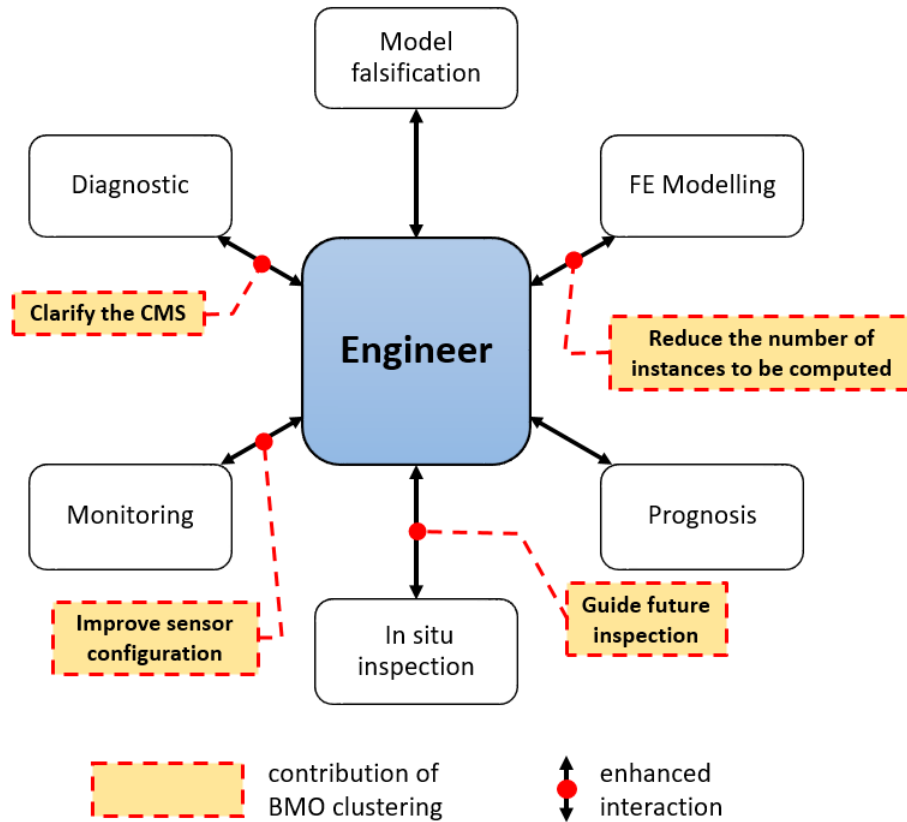 Model
falsification
Diagnostic
FE Modelling
Clarify the CMS
Engineer
Reduce the number of
instances to be computed
Monitoring
Prognosis
Improve sensor
configuration
In situ
inspection
Guide future
inspection
contribution of
BMO clustering
enhanced
interaction